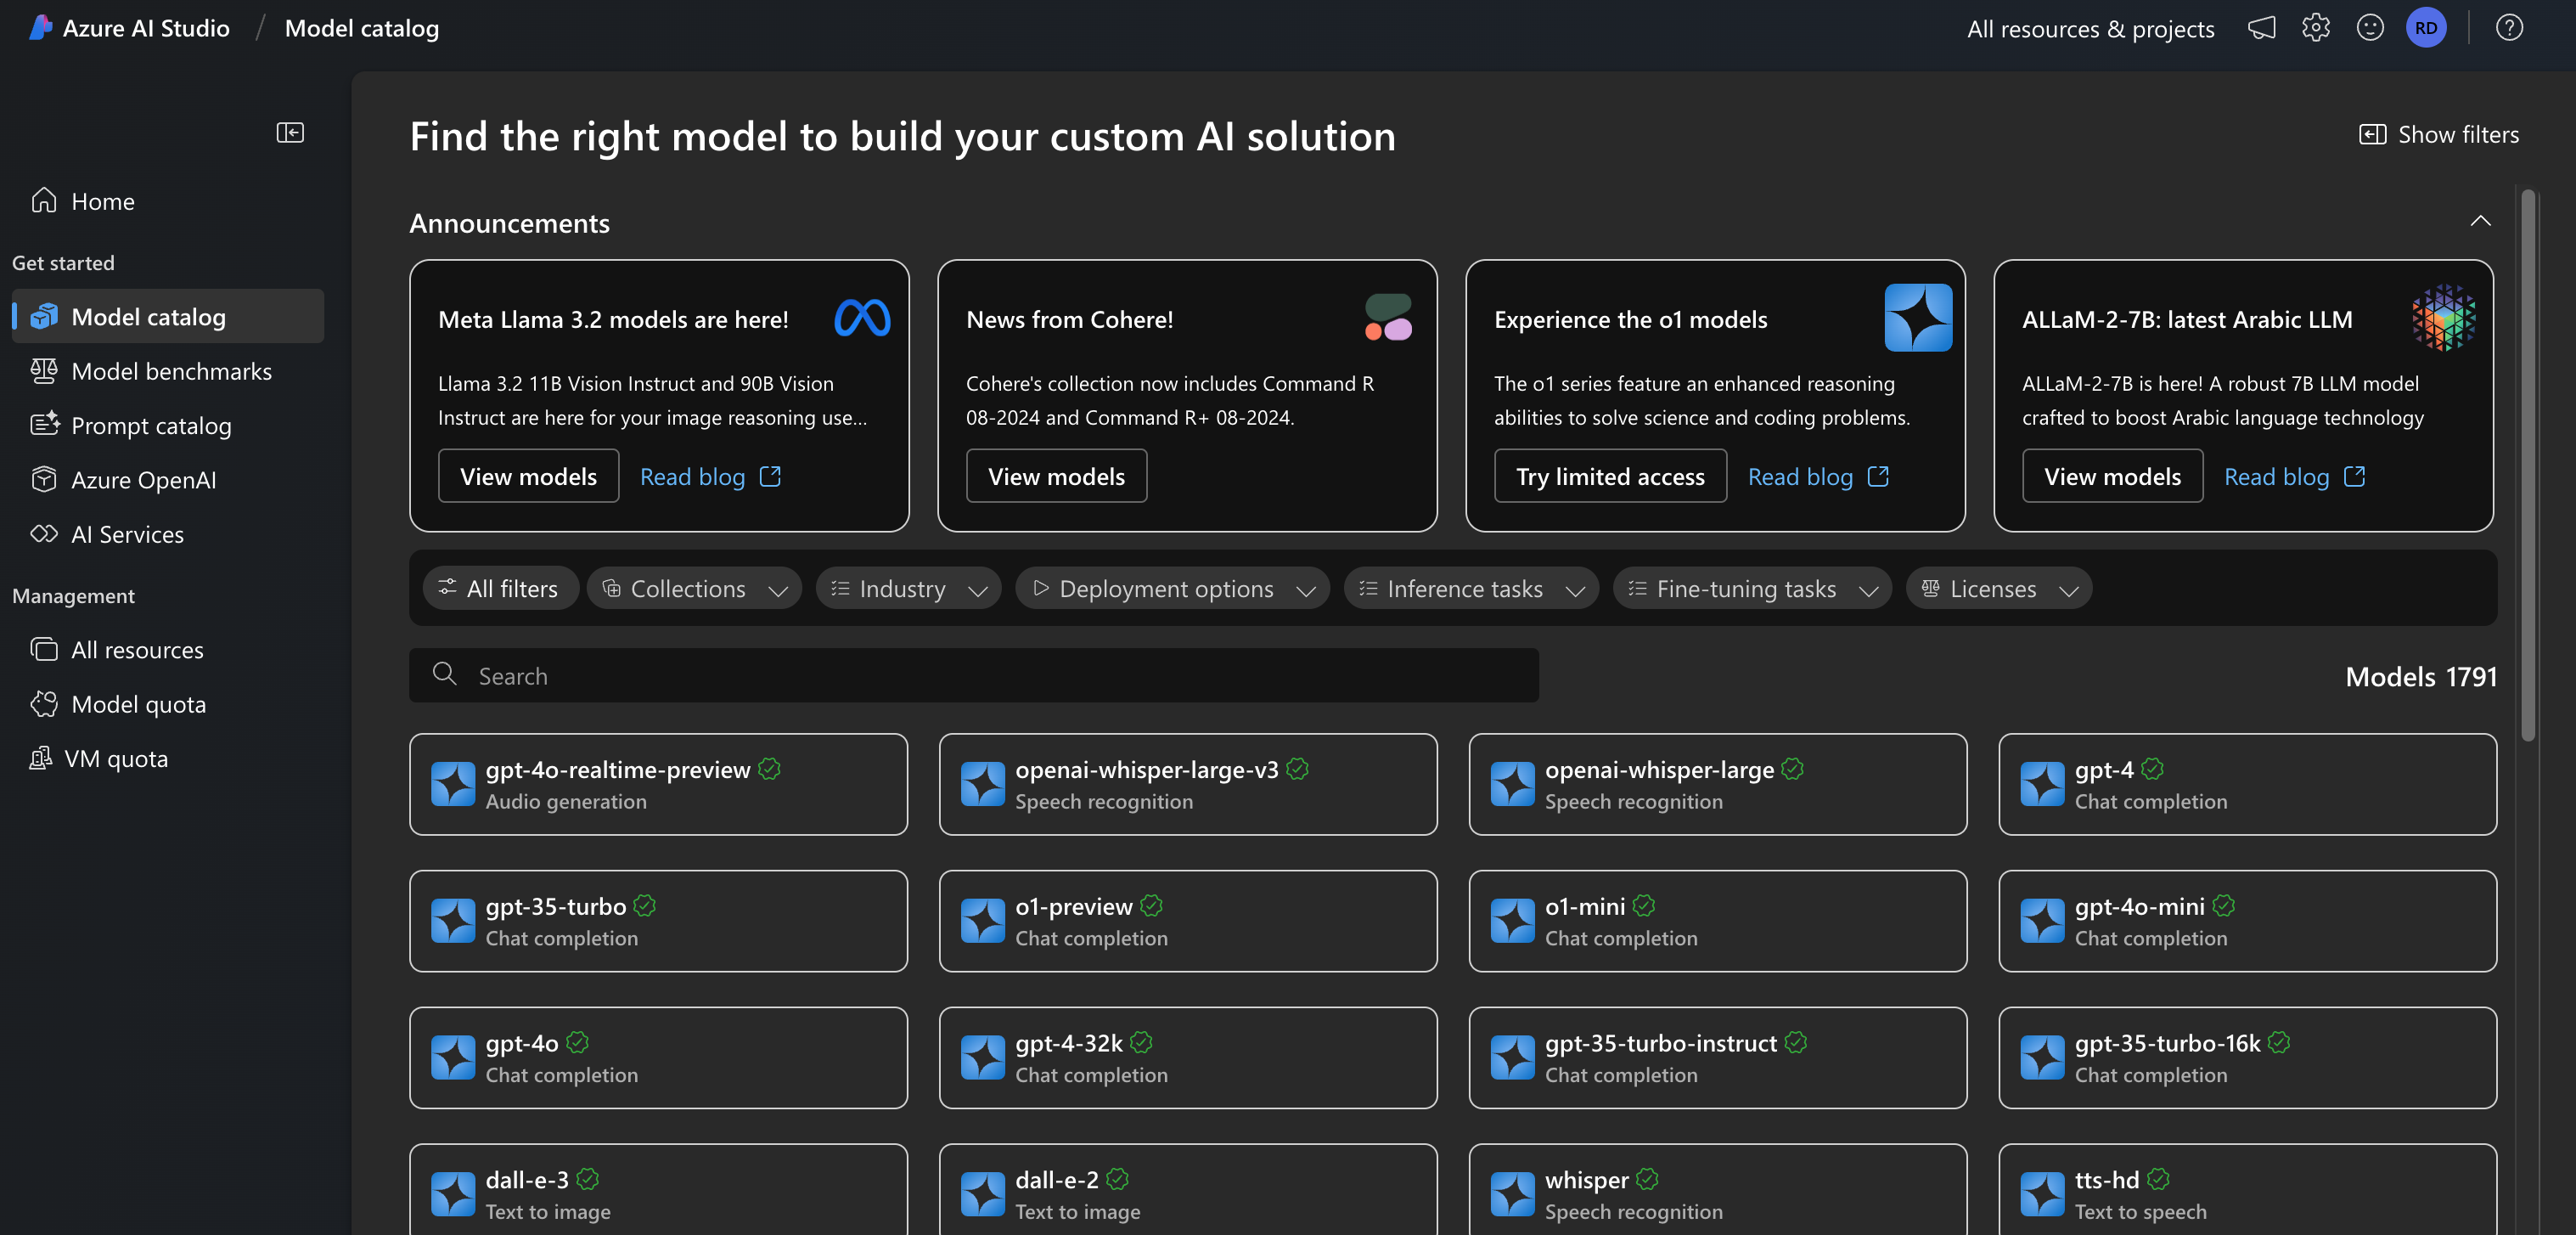 Azure AI Studio / Model catalog
All resources & projects
RD
Home
Get started
Model catalog
Model benchmarks
Prompt catalog
Azure OpenAI
AI Services
Management
All resources
Model quota
VM quota
Find the right model to build your custom AI solution
Show filters
Announcements
Meta Llama 3.2 models are here!
Llama 3.2 11B Vision Instruct and 90B Vision
Instruct are here for your image reasoning use...
View models
Read blog
News from Cohere!
Cohere's collection now includes Command R
08-2024 and Command R+ 08-2024.
View models
Experience the o1 models
The o1 series feature an enhanced reasoning
abilities to solve science and coding problems.
Try limited access
Read blog
ALLaM-2-7B: latest Arabic LLM
ALLaM-2-7B is here! A robust 7B LLM model
crafted to boost Arabic language technology
View models
Read blog
All filters
Collections
Industry
Deployment options
Inference tasks
Fine-tuning tasks
Licenses
Search
Models 1791
gpt-4o-realtime-preview
Audio generation
openai-whisper-large-v3
Speech recognition
openai-whisper-large
Speech recognition
gpt-4
Chat completion
gpt-35-turbo
Chat completion
o1-preview
Chat completion
o1-mini
Chat completion
gpt-4o-mini
Chat completion
gpt-4o
Chat completion
gpt-4-32k
Chat completion
gpt-35-turbo-instruct
Chat completion
gpt-35-turbo-16k
Chat completion
dall-e-3
Text to image
dall-e-2
Text to image
whisper
Speech recognition
tts-hd
Text to speech